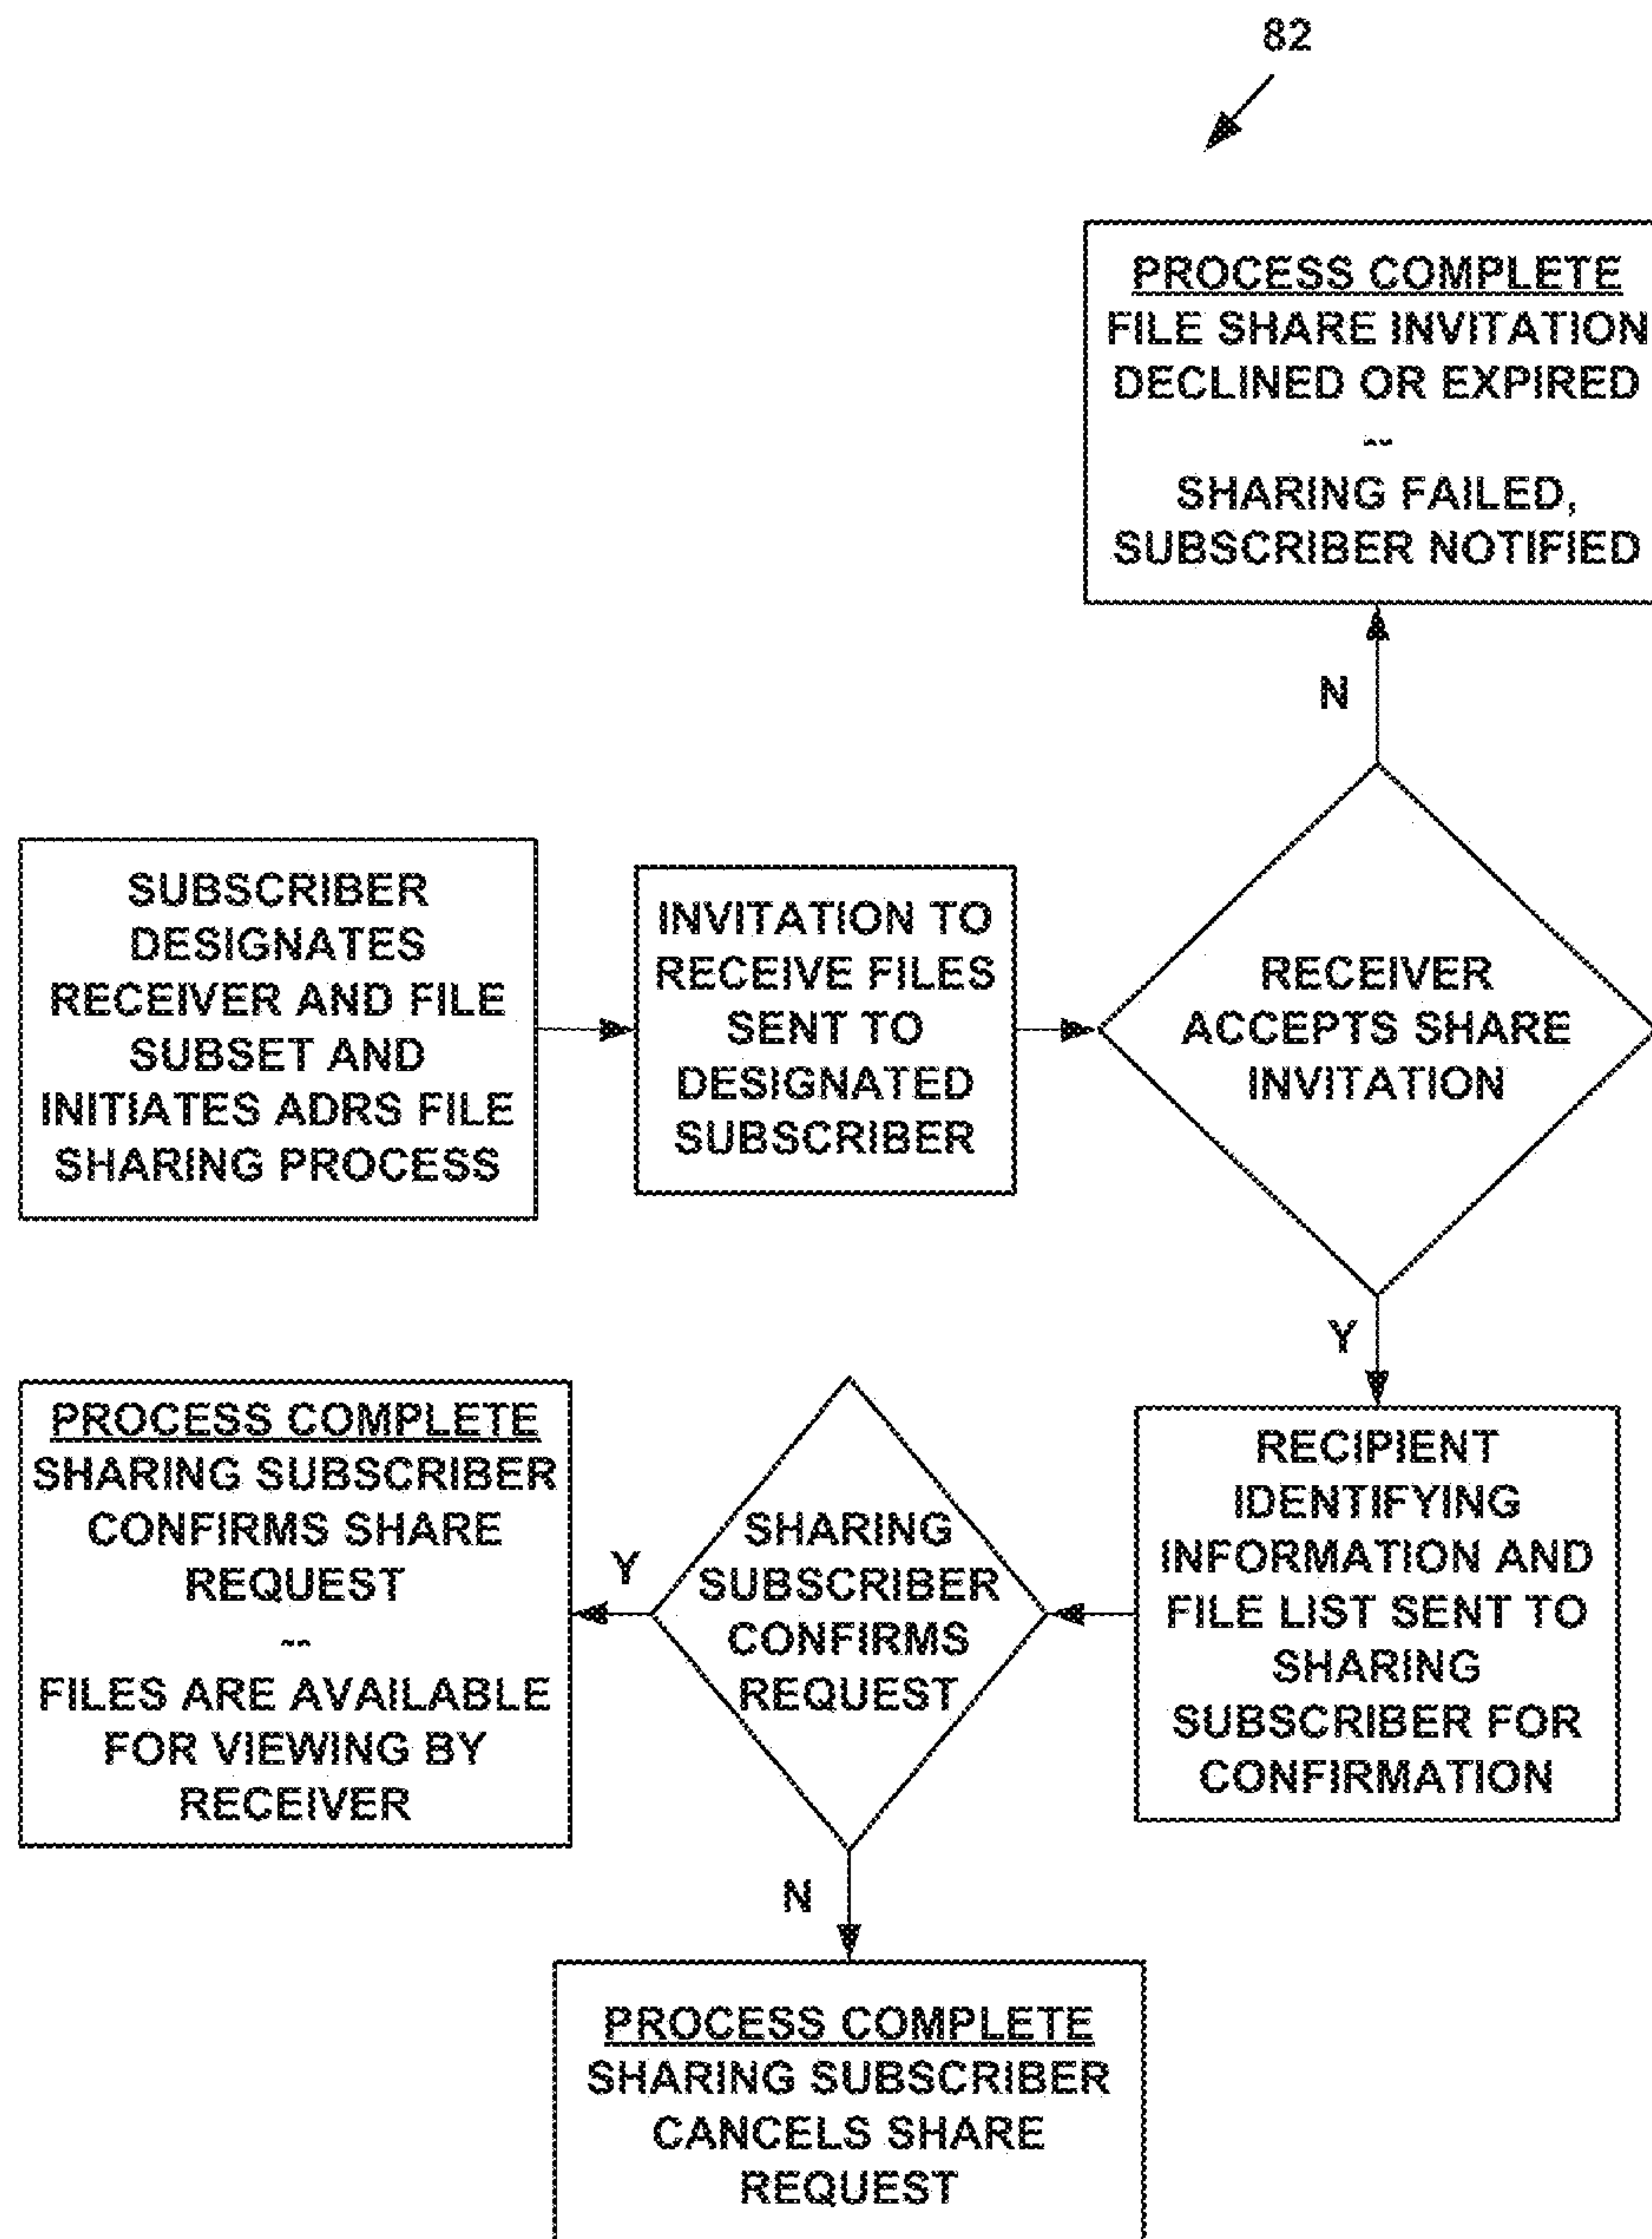 82
PROCESS COMPLETE
FILE SHARE INVITATION
DECLINED OR EXPIRED
--
SHARING FAILED,
SUBSCRIBER NOTIFIED
N
SUBSCRIBER
DESIGNATES
RECEIVER AND FILE
SUBSET AND
INITIATES ADRS FILE
SHARING PROCESS
INVITATION TO
RECEIVE FILES
SENT TO
DESIGNATED
SUBSCRIBER
RECEIVER
ACCEPTS SHARE
INVITATION
Y
RECIPIENT
IDENTIFYING
INFORMATION AND
FILE LIST SENT TO
SHARING
SUBSCRIBER FOR
CONFIRMATION
SHARING
SUBSCRIBER
CONFIRMS
REQUEST
Y
PROCESS COMPLETE
SHARING SUBSCRIBER
CONFIRMS SHARE
REQUEST
--
FILES ARE AVAILABLE
FOR VIEWING BY
RECEIVER
N
PROCESS COMPLETE
SHARING SUBSCRIBER
CANCELS SHARE
REQUEST